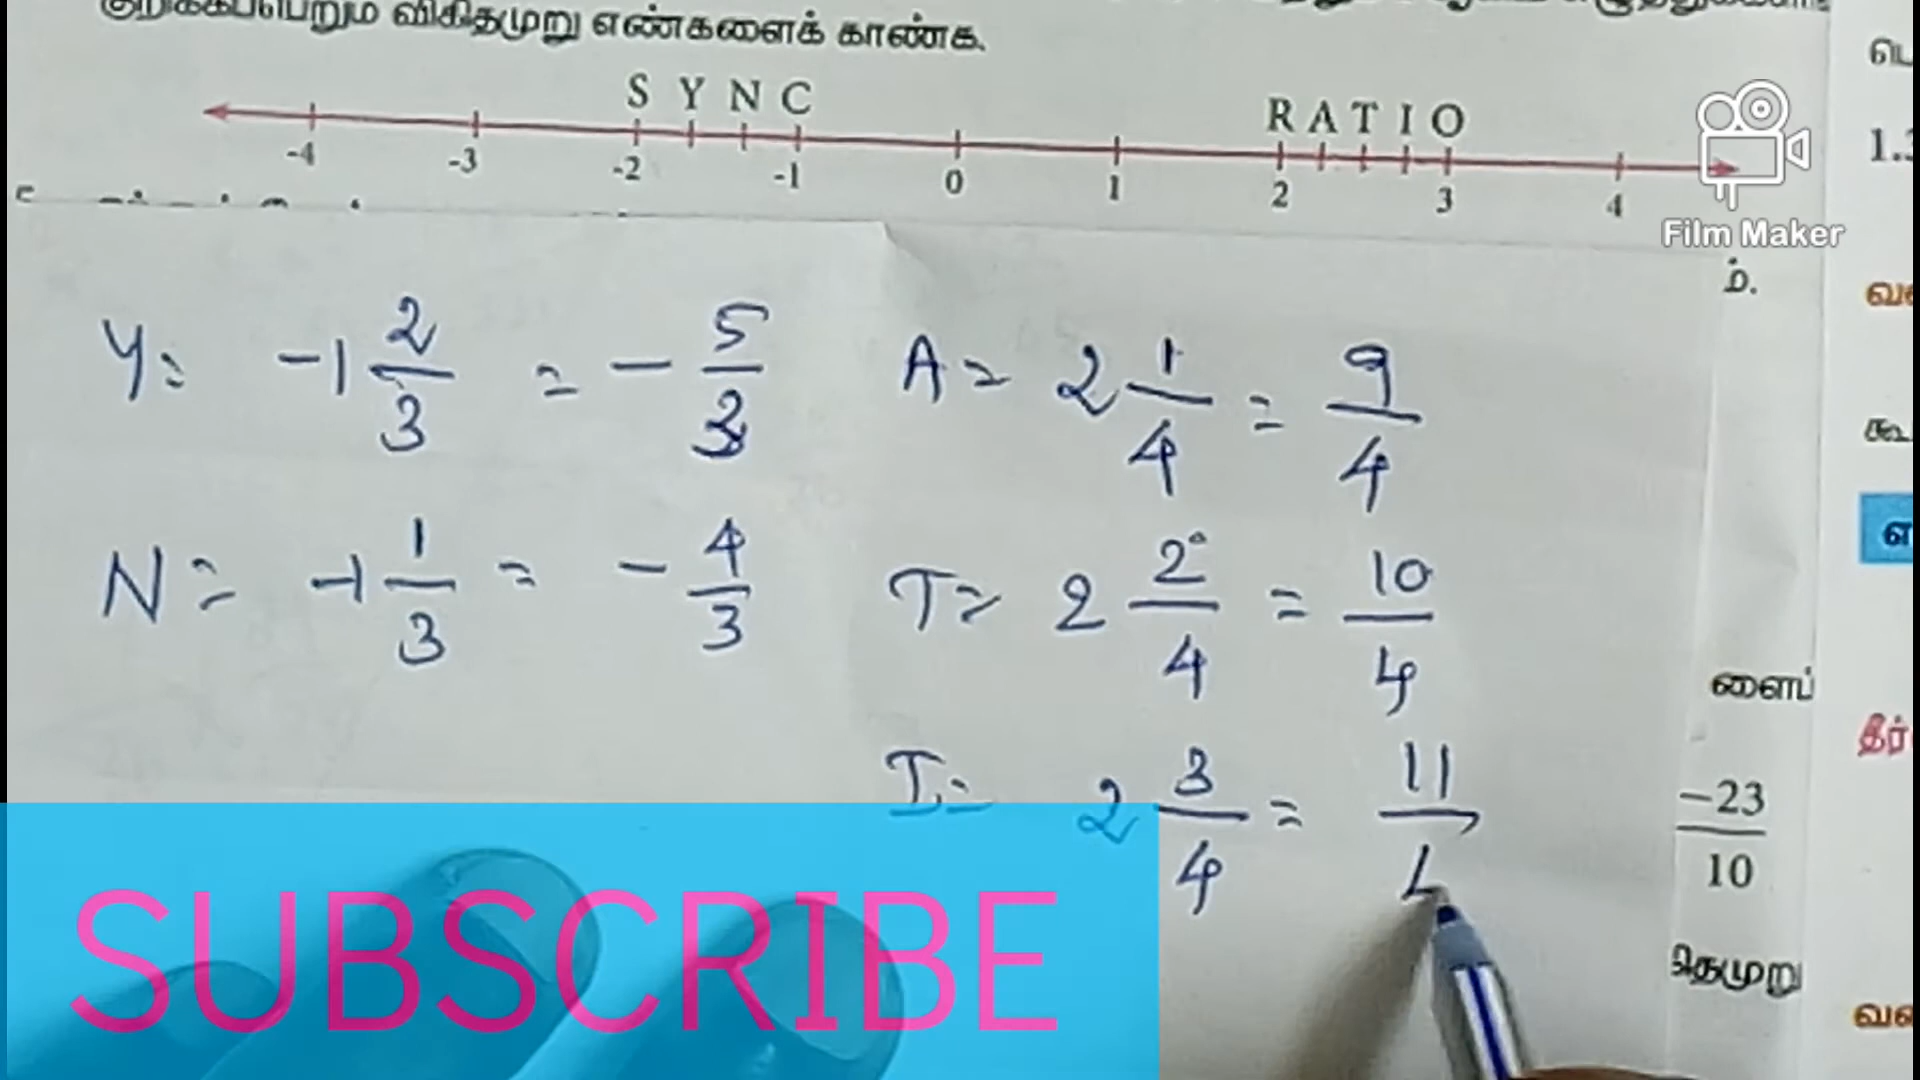 விகிதமுறு எண்களைக் காண்க.
S Y N C
R A T I O
-4 -3 -2 -1 0 1 2 3 4
Film Maker
1.3
ம்.
Y= -1 2/3 = - 5/3
A= 2 1/4 = 9/4
N= -1 1/3 = - 4/3
T= 2 2/4 = 10/4
ளைப்
தீர்
I= 2 3/4 = 11/4
-23/10
SUBSCRIBE